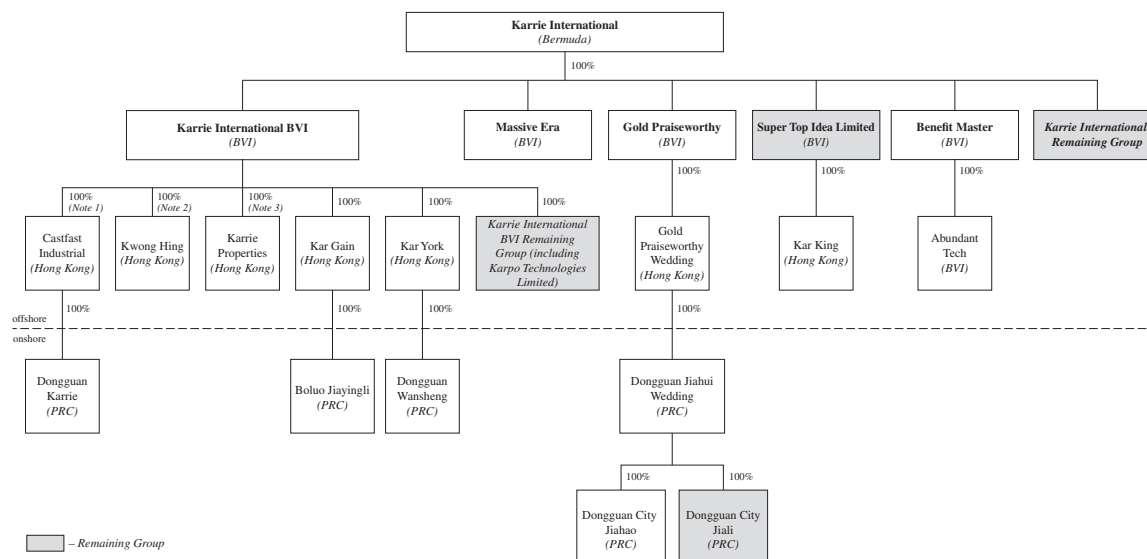 Karrie International
(Bermuda)
100%
Karrie International BVI
(BVI)
Massive Era
(BVI)
Gold Praiseworthy
(BVI)
Super Top Idea Limited
(BVI)
Benefit Master
(BVI)
Karrie International
Remaining Group
100%
(Note 1)
100%
(Note 2)
100%
(Note 3)
100%
100%
100%
100%
100%
100%
Castfast
Industrial
(Hong Kong)
Kwong Hing
(Hong Kong)
Karrie
Properties
(Hong Kong)
Kar Gain
(Hong Kong)
Kar York
(Hong Kong)
Karrie International
BVI Remaining
Group (including
Karpo Technologies
Limited)
Gold
Praiseworthy
Wedding
(Hong Kong)
Kar King
(Hong Kong)
Abundant
Tech
(BVI)
100%
100%
100%
100%
offshore
onshore
Dongguan
Karrie
(PRC)
Boluo Jiayingli
(PRC)
Dongguan
Wansheng
(PRC)
Dongguan Jiahui
Wedding
(PRC)
100%
100%
Dongguan City
Jiahao
(PRC)
Dongguan City
Jiali
(PRC)
– Remaining Group